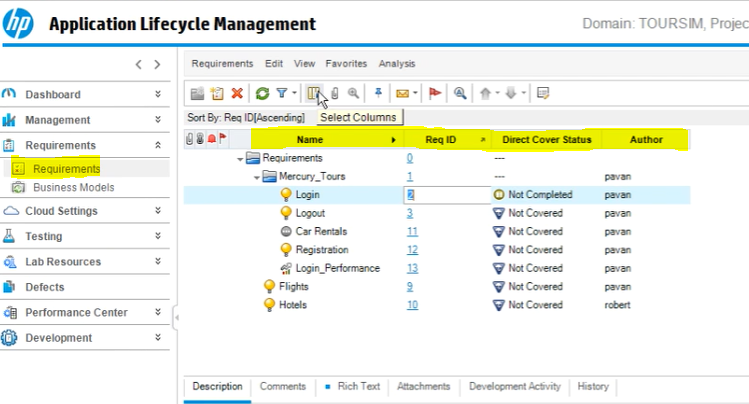 hp Application Lifecycle Management Domain: TOURSIM, Projec
Dashboard
Management
Requirements
Requirements
Business Models
Cloud Settings
Testing
Lab Resources
Defects
Performance Center
Development
Requirements Edit View Favorites Analysis
Sort By: Req ID[Ascending] Select Columns
Name Req ID Direct Cover Status Author
Requirements 0 ---
Mercury_Tours 1 --- pavan
Login 2 Not Completed pavan
Logout 3 Not Covered pavan
Car Rentals 11 Not Covered pavan
Registration 12 Not Covered pavan
Login_Performance 13 Not Covered pavan
Flights 9 Not Covered pavan
Hotels 10 Not Covered robert
Description Comments Rich Text Attachments Development Activity History